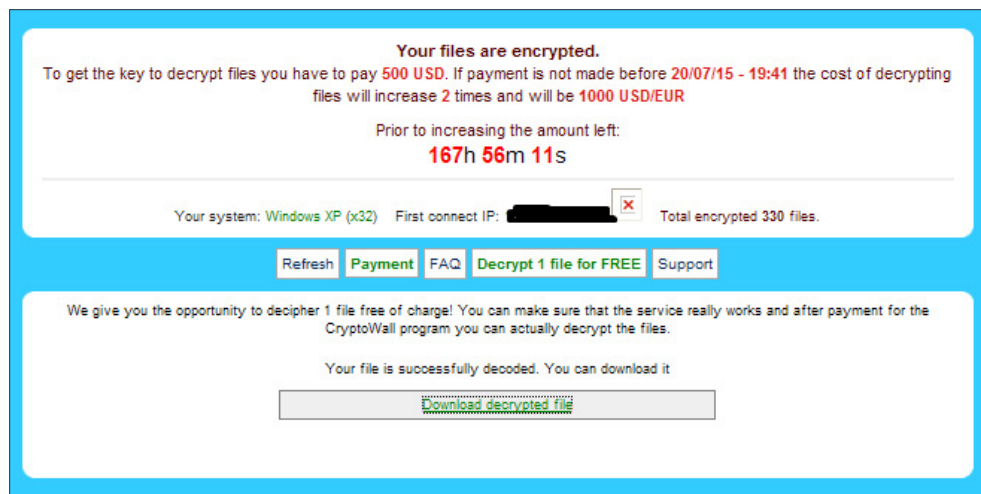 Your files are encrypted.
To get the key to decrypt files you have to pay 500 USD. If payment is not made before 20/07/15 - 19:41 the cost of decrypting
files will increase 2 times and will be 1000 USD/EUR
Prior to increasing the amount left:
167h 56m 11s
Your system: Windows XP (x32) First connect IP: Total encrypted 330 files.
Refresh Payment FAQ Decrypt 1 file for FREE Support
We give you the opportunity to decipher 1 file free of charge! You can make sure that the service really works and after payment for the
CryptoWall program you can actually decrypt the files.
Your file is successfully decoded. You can download it
Download decrypted file